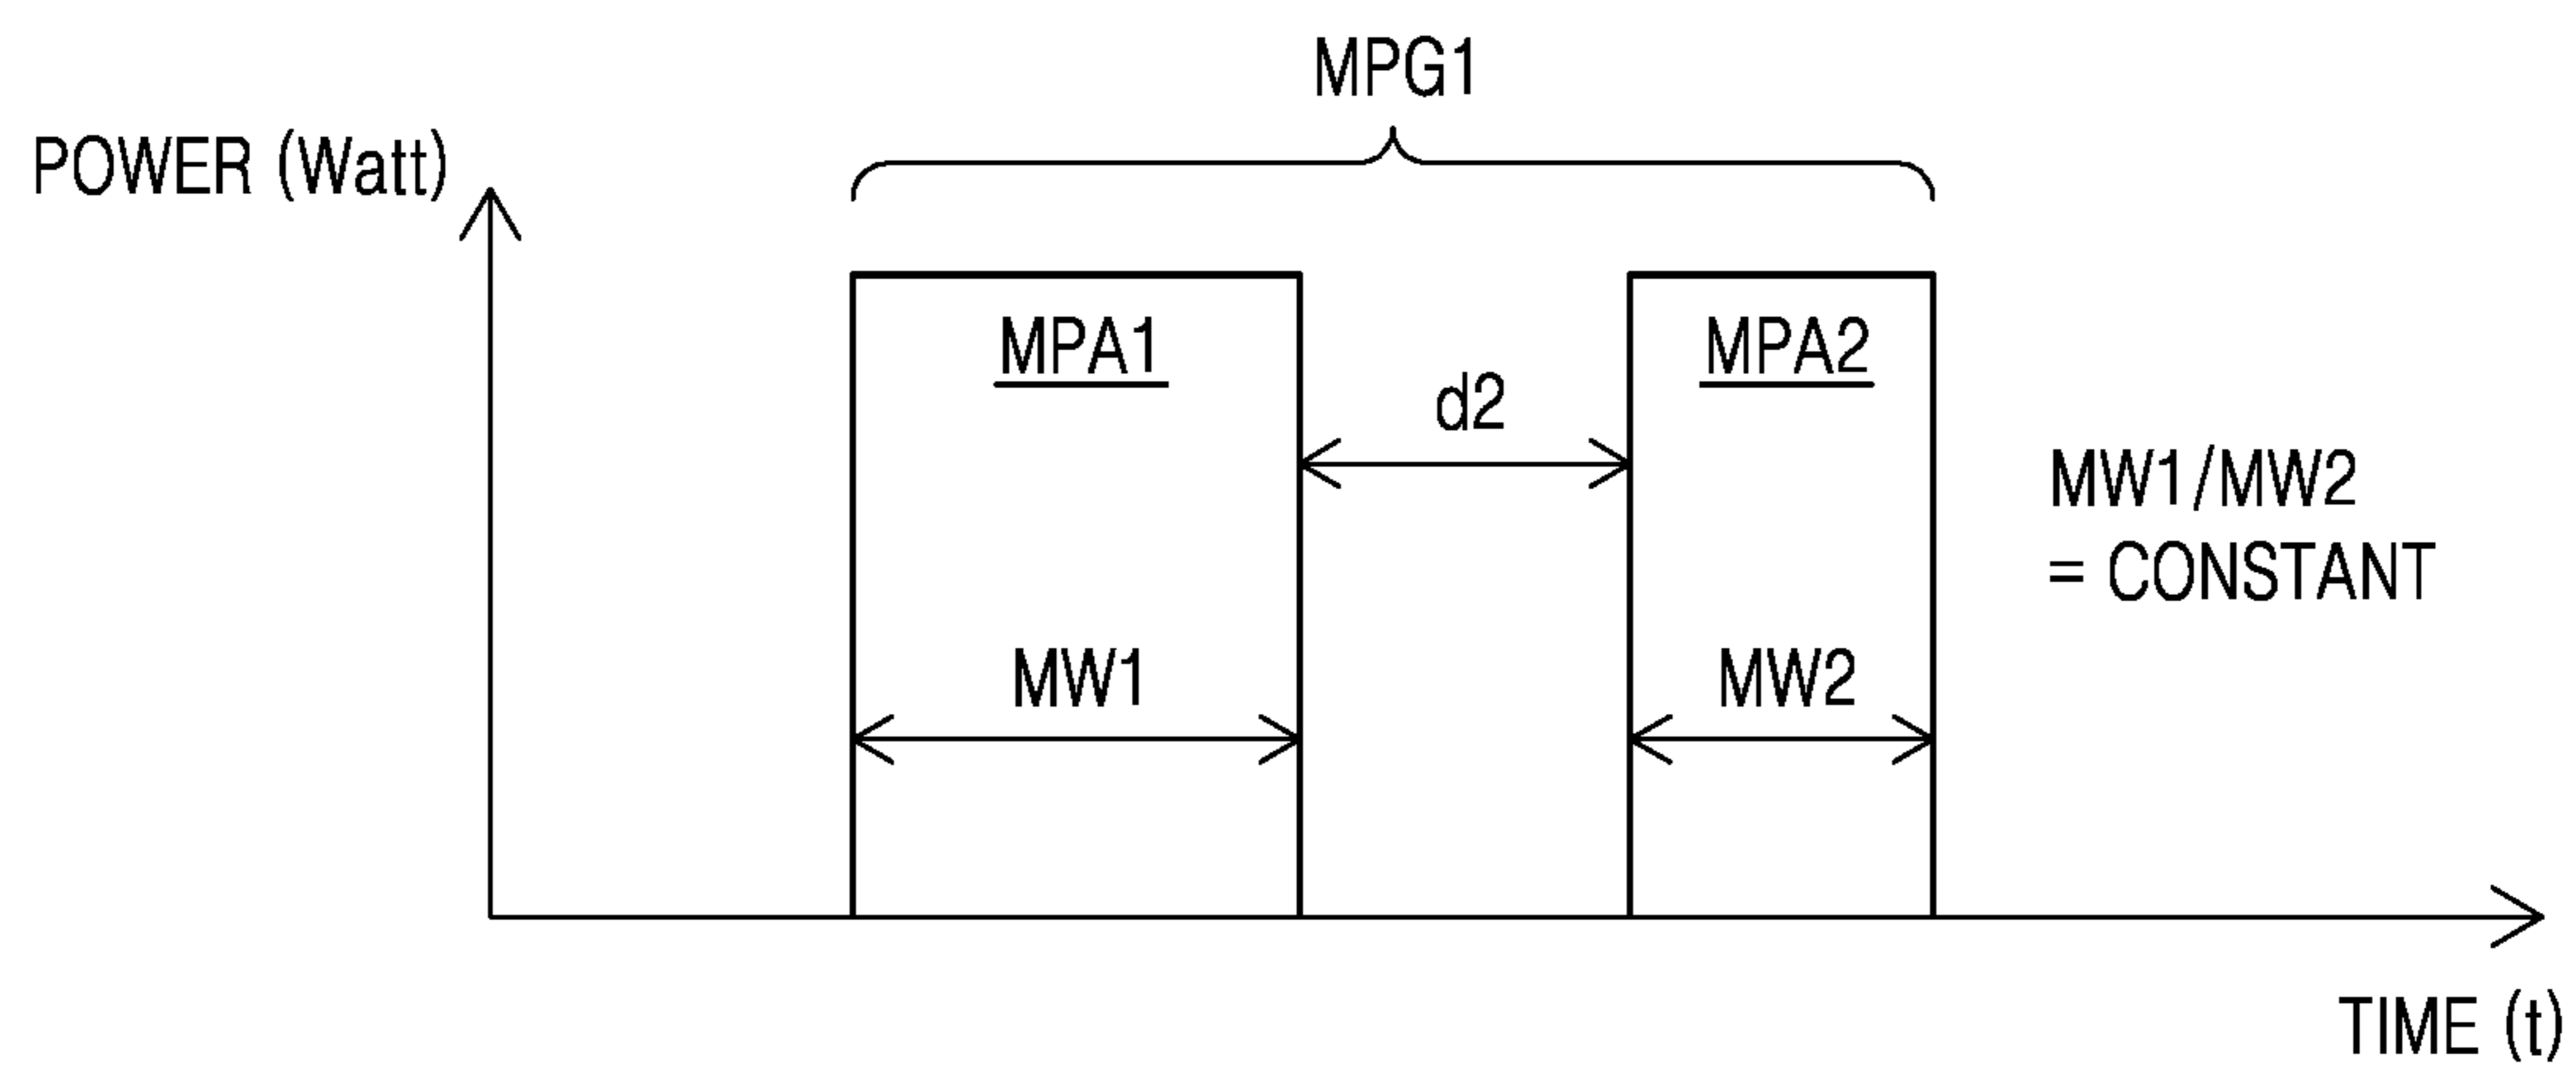 MPG1
POWER (Watt)
MPA1
MPA2
d2
MW1/MW2
= CONSTANT
MW1
MW2
TIME (t)